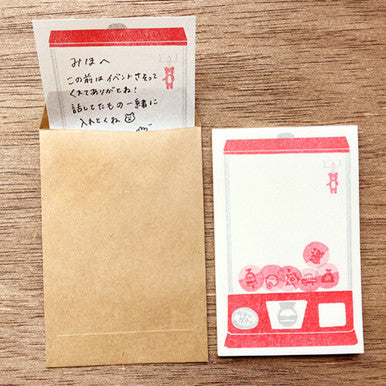 みほへ
この前はイベントさそって
くれてありがとね!
話してたもの一緒に
入れとくね